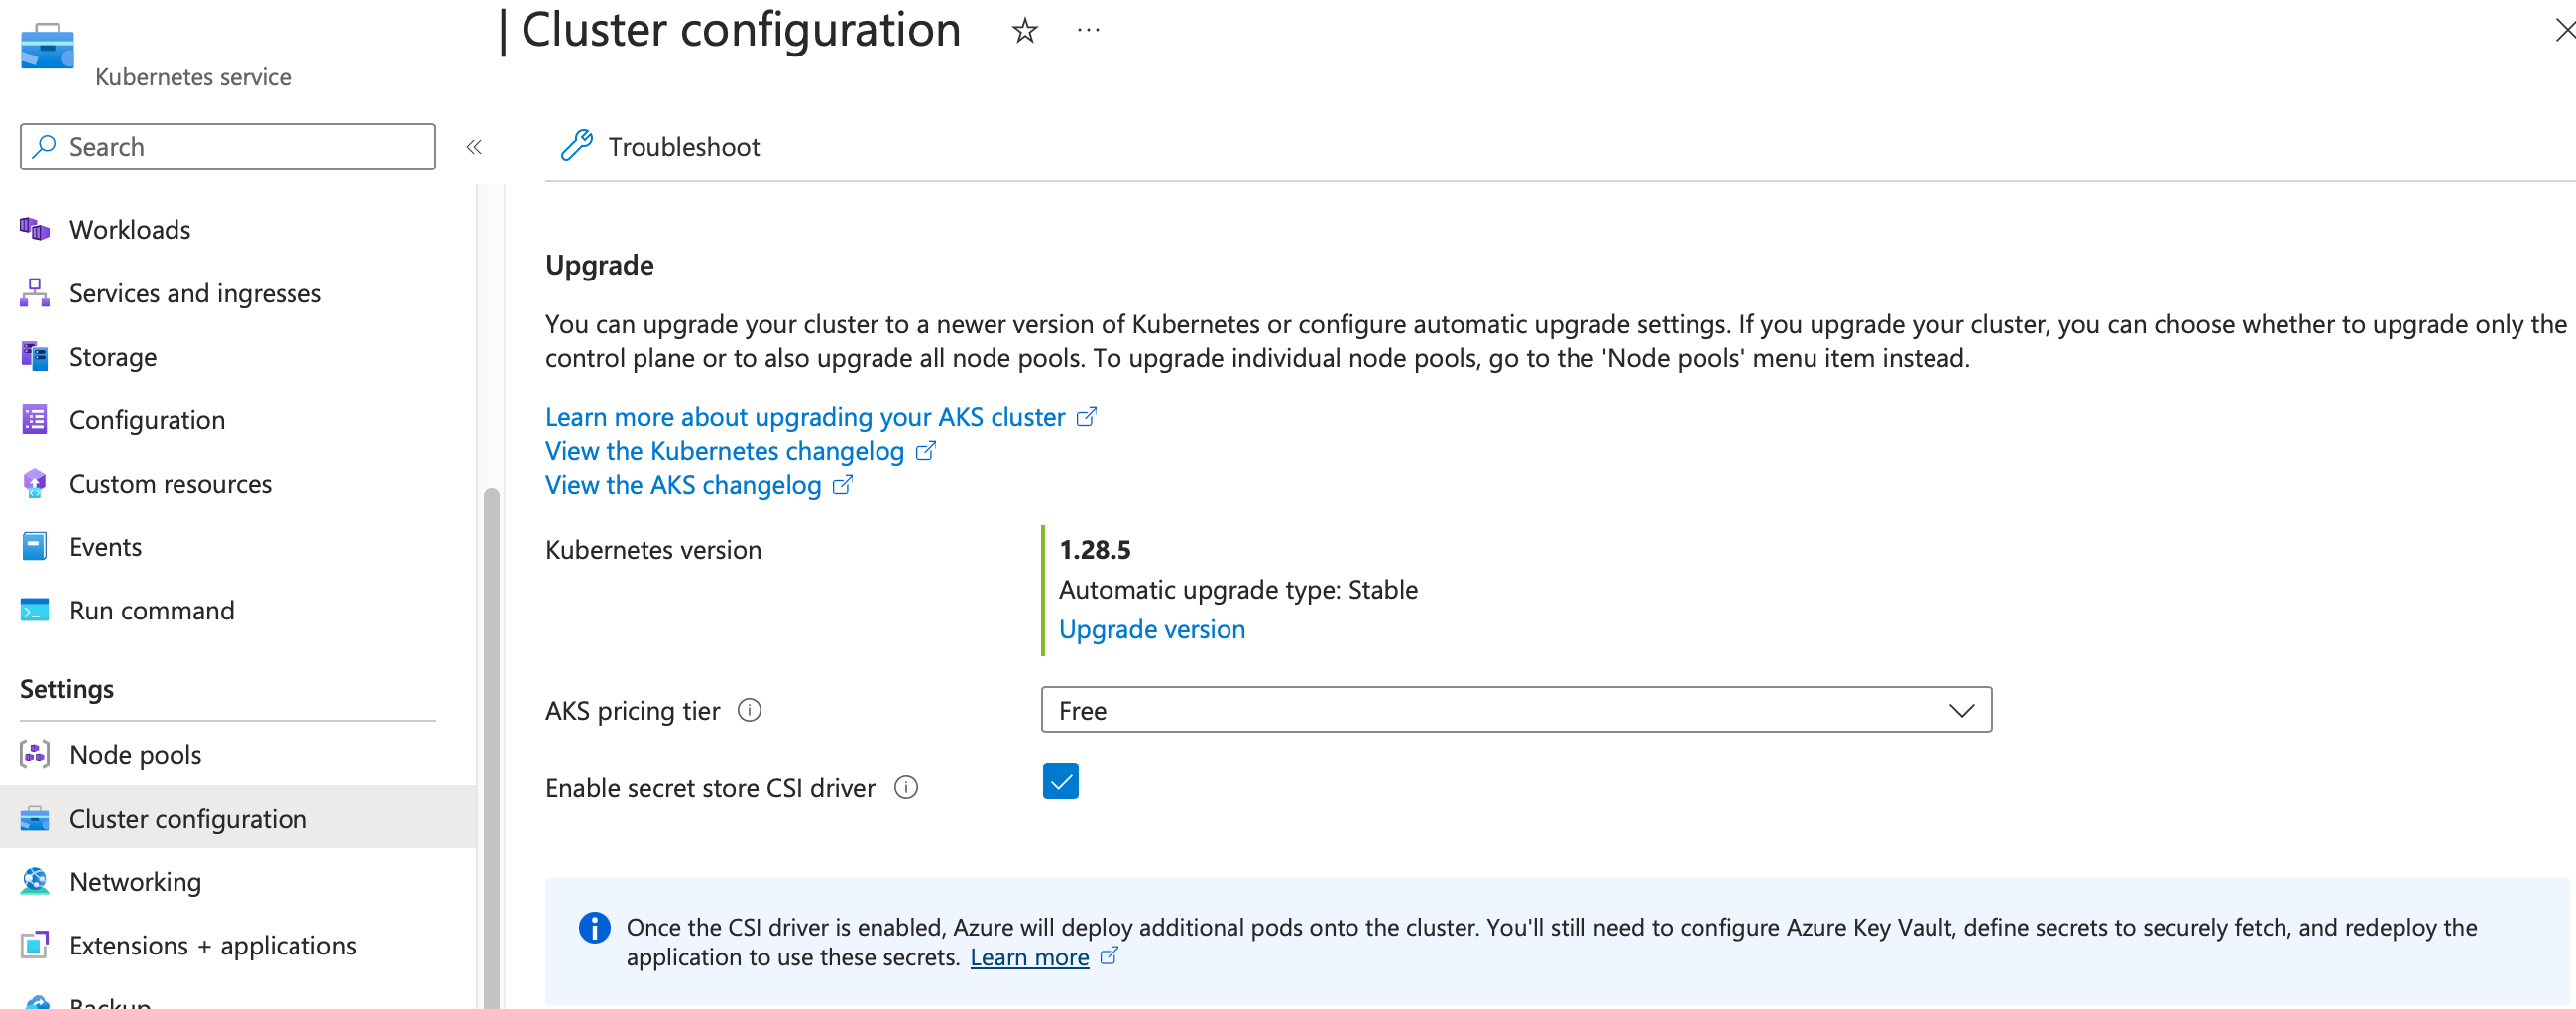 | Cluster configuration
Kubernetes service
Search
Troubleshoot
Workloads
Services and ingresses
Storage
Configuration
Custom resources
Events
Run command
Settings
Node pools
Cluster configuration
Networking
Extensions + applications
Backup
Upgrade
You can upgrade your cluster to a newer version of Kubernetes or configure automatic upgrade settings. If you upgrade your cluster, you can choose whether to upgrade only the
control plane or to also upgrade all node pools. To upgrade individual node pools, go to the 'Node pools' menu item instead.
Learn more about upgrading your AKS cluster
View the Kubernetes changelog
View the AKS changelog
Kubernetes version
1.28.5
Automatic upgrade type: Stable
Upgrade version
AKS pricing tier
Free
Enable secret store CSI driver
Once the CSI driver is enabled, Azure will deploy additional pods onto the cluster. You'll still need to configure Azure Key Vault, define secrets to securely fetch, and redeploy the
application to use these secrets. Learn more